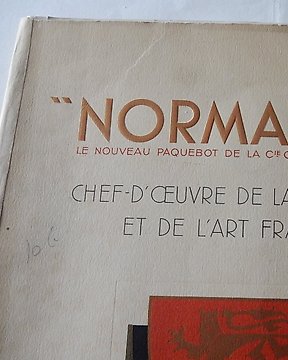 "NORMA
LE NOUVEAU PAQUEBOT DE LA CIE G
CHEF-D'ŒUVRE DE LA
ET DE L'ART FRA